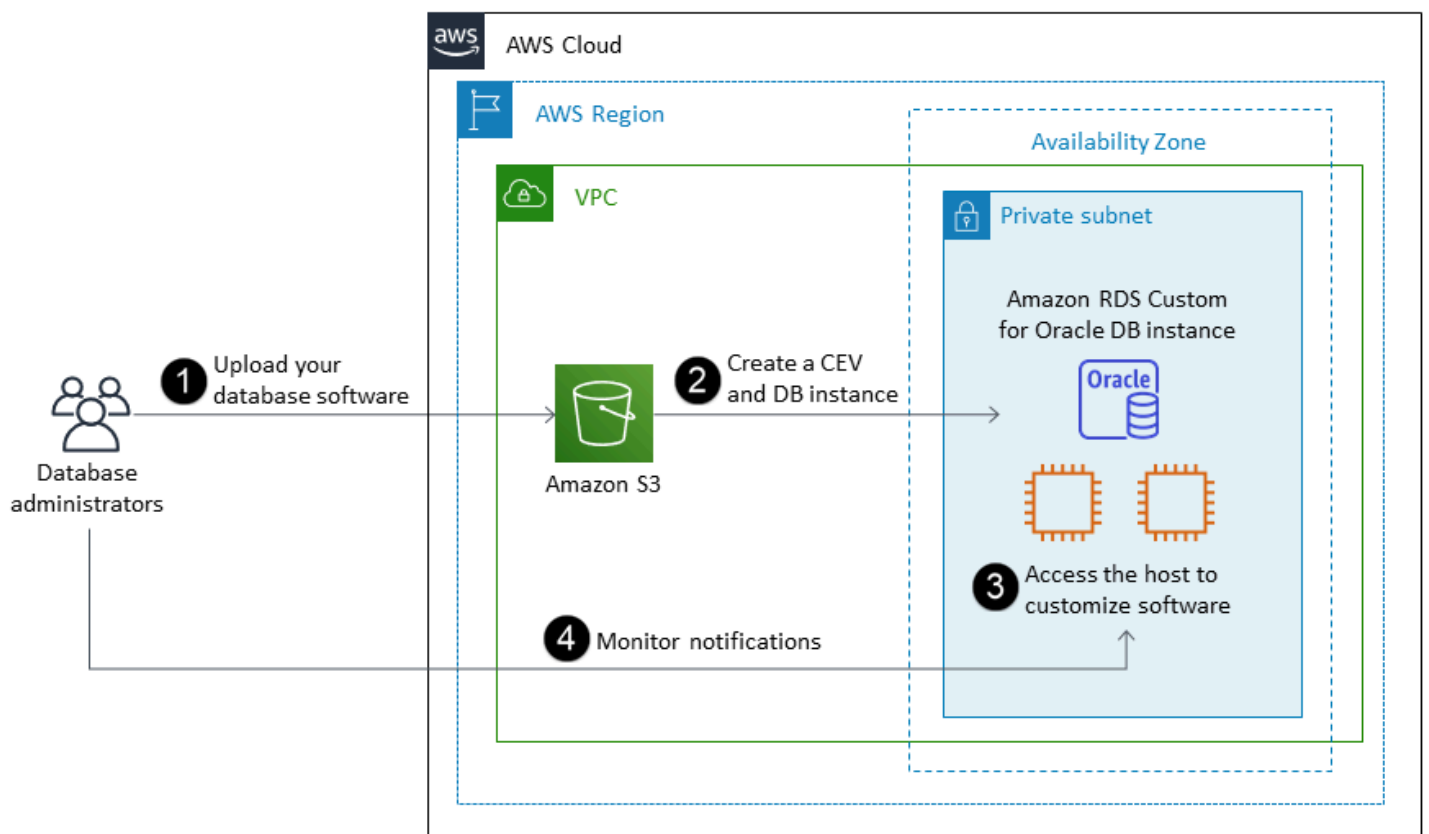 aws
AWS Cloud
AWS Region
Availability Zone
VPC
Private subnet
Amazon RDS Custom
for Oracle DB instance
1
Upload your
database software
2
Create a CEV
and DB instance
Oracle
Database
administrators
Amazon S3
3
Access the host to
customize software
4
Monitor notifications